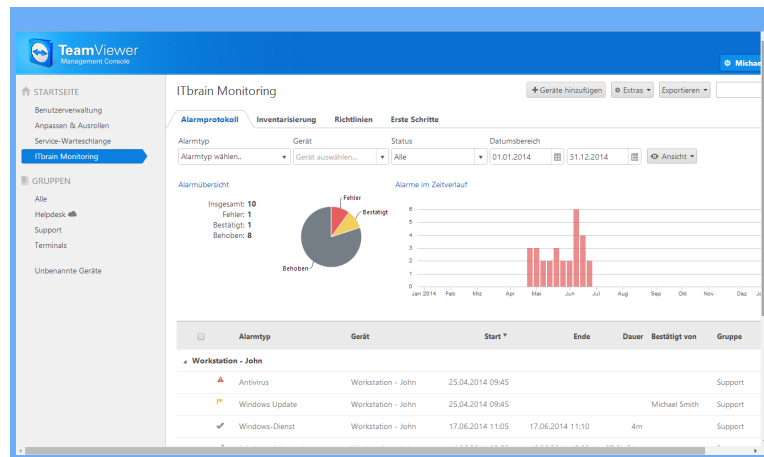 TeamViewer
Management Console
Michae
STARTSEITE
Benutzerverwaltung
Anpassen & Ausrollen
Service-Warteschlange
ITbrain Monitoring
GRUPPEN
Alle
Helpdesk
Support
Terminals
Unbenannte Geräte
ITbrain Monitoring
Geräte hinzufügen Extras Exportieren
Alarmprotokoll Inventarisierung Richtlinien Erste Schritte
Alarmtyp Gerät Status Datumsbereich
Alarmtyp wählen.. Gerät auswählen... Alle 01.01.2014 31.12.2014 Ansicht
Alarmübersicht
Insgesamt: 10
Fehler: 1
Bestätigt: 1
Behoben: 8
Fehler
Bestätigt
Behoben
Alarme im Zeitverlauf
6
5
4
3
2
1
0
Jan 2014 Feb Mrz Apr Mai Jun Jul Aug Sep Okt Nov Dez
Alarmtyp Gerät Start Ende Dauer Bestätigt von Gruppe
Workstation - John
Antivirus Workstation - John 25.04.2014 09:45 Support
Windows Update Workstation - John 25.04.2014 09:45 Michael Smith Support
Windows-Dienst Workstation - John 17.06.2014 11:05 17.06.2014 11:10 4m Support